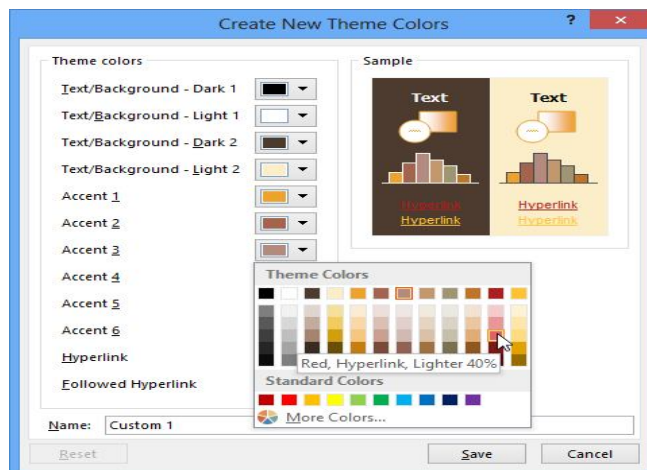 Create New Theme Colors
?
Theme colors
Text/Background - Dark 1
Text/Background - Light 1
Text/Background - Dark 2
Text/Background - Light 2
Accent 1
Accent 2
Accent 3
Accent 4
Accent 5
Accent 6
Hyperlink
Followed Hyperlink
Sample
Text
Text
Hyperlink
Hyperlink
Hyperlink
Hyperlink
Theme Colors
Red, Hyperlink, Lighter 40%
Standard Colors
More Colors...
Name: Custom 1
Reset
Save
Cancel